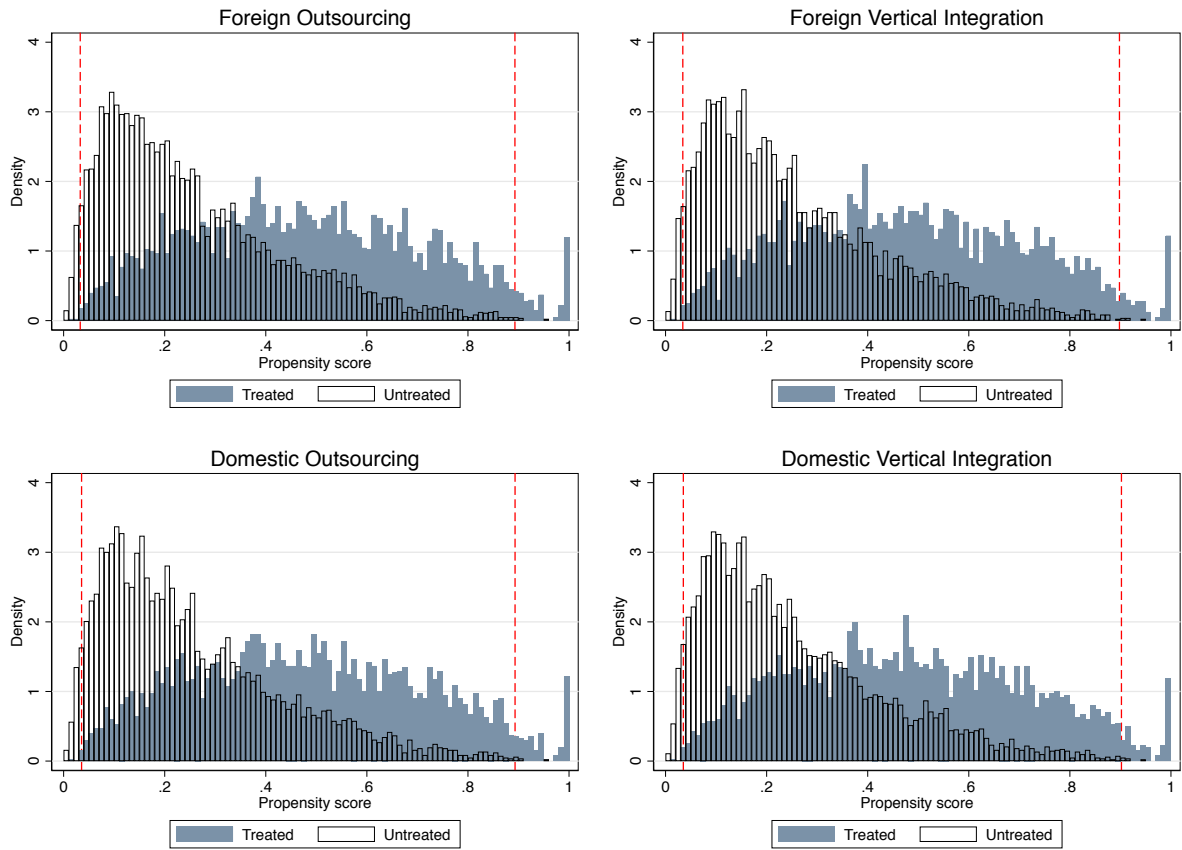 Foreign Outsourcing
4
3
2
1
0
Density
0 .2 .4 .6 .8 1
Propensity score
Treated Untreated
Foreign Vertical Integration
4
3
2
1
0
Density
0 .2 .4 .6 .8 1
Propensity score
Treated Untreated
Domestic Outsourcing
4
3
2
1
0
Density
0 .2 .4 .6 .8 1
Propensity score
Treated Untreated
Domestic Vertical Integration
4
3
2
1
0
Density
0 .2 .4 .6 .8 1
Propensity score
Treated Untreated